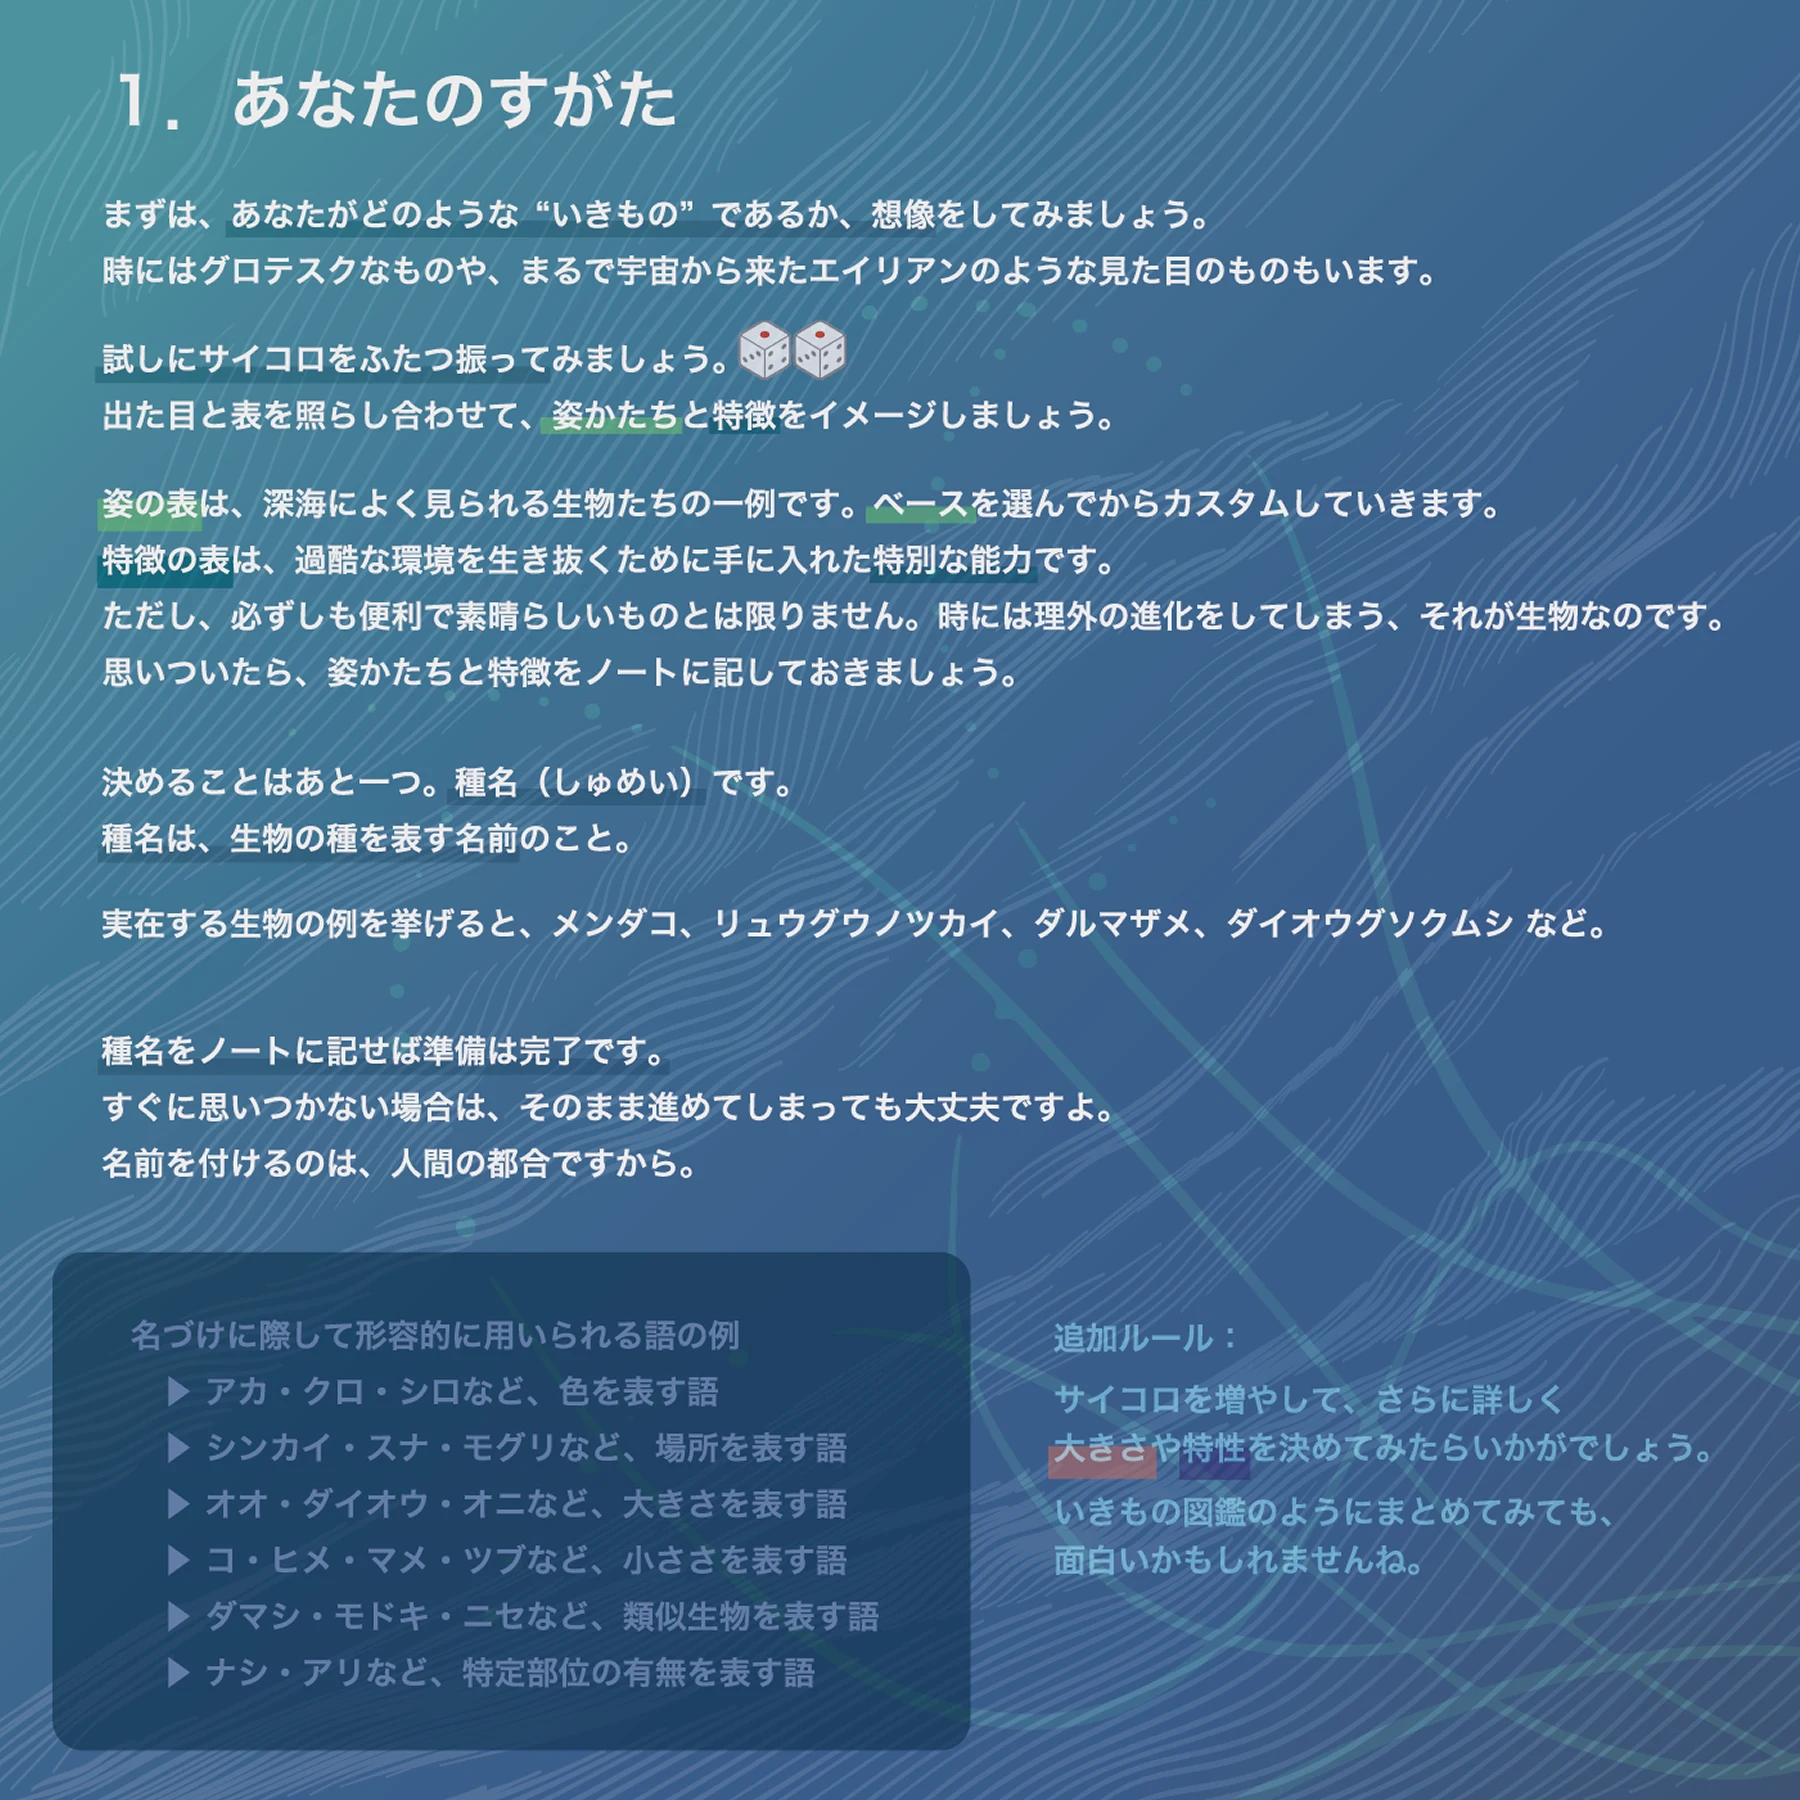 1. あなたのすがた
まずは、あなたがどのような“いきもの”であるか、想像をしてみましょう。
時にはグロテスクなものや、まるで宇宙から来たエイリアンのような見た目のものもいます。
試しにサイコロをふたつ振ってみましょう。
出た目と表を照らし合わせて、姿かたちと特徴をイメージしましょう。
姿の表は、深海によく見られる生物たちの一例です。ベースを選んでからカスタムしていきます。
特徴の表は、過酷な環境を生き抜くために手に入れた特別な能力です。
ただし、必ずしも便利で素晴らしいものとは限りません。時には理外の進化をしてしまう、それが生物なのです。
思いついたら、姿かたちと特徴をノートに記しておきましょう。
決めることはあと一つ。種名（しゅめい）です。
種名は、生物の種を表す名前のこと。
実在する生物の例を挙げると、メンダコ、リュウグウノツカイ、ダルマザメ、ダイオウグソクムシ など。
種名をノートに記せば準備は完了です。
すぐに思いつかない場合は、そのまま進めてしまっても大丈夫ですよ。
名前を付けるのは、人間の都合ですから。
名づけに際して形容的に用いられる語の例
▶ アカ・クロ・シロなど、色を表す語
▶ シンカイ・スナ・モグリなど、場所を表す語
▶ オオ・ダイオウ・オニなど、大きさを表す語
▶ コ・ヒメ・マメ・ツブなど、小ささを表す語
▶ ダマシ・モドキ・ニセなど、類似生物を表す語
▶ ナシ・アリなど、特定部位の有無を表す語
追加ルール：
サイコロを増やして、さらに詳しく
大きさや特性を決めてみたらいかがでしょう。
いきもの図鑑のようにまとめてみても、
面白いかもしれませんね。